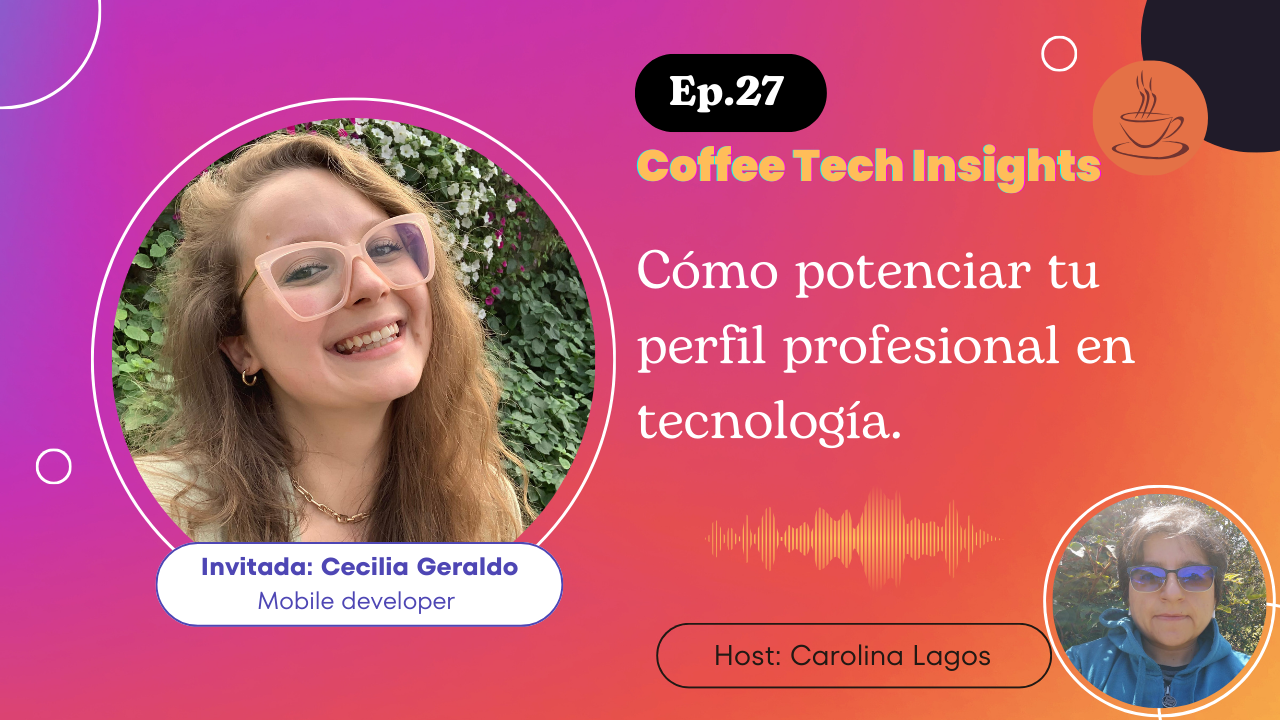 Ep.27
Coffee Tech Insights
Cómo potenciar tu
perfil profesional en
tecnología.
Invitada: Cecilia Geraldo
Mobile developer
Host: Carolina Lagos